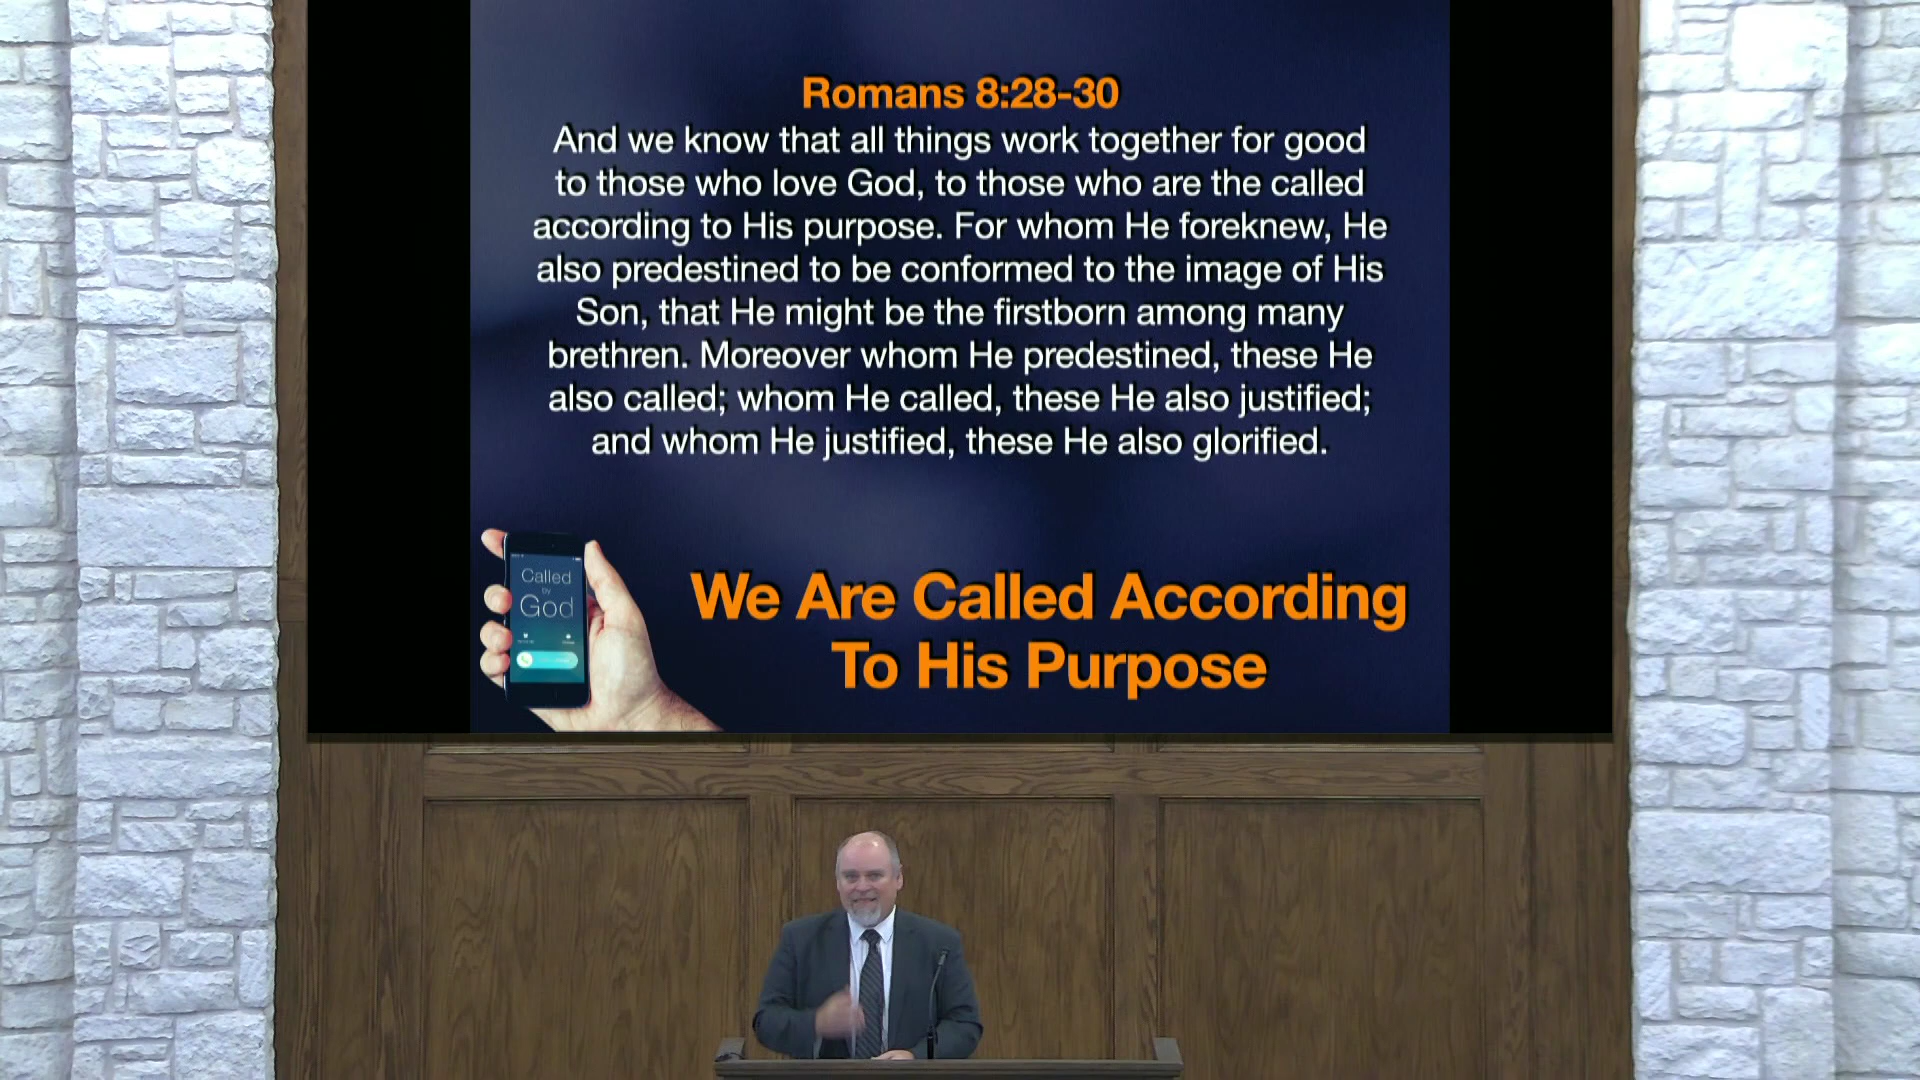 Romans 8:28-30
And we know that all things work together for good
to those who love God, to those who are the called
according to His purpose. For whom He foreknew, He
also predestined to be conformed to the image of His
Son, that He might be the firstborn among many
brethren. Moreover whom He predestined, these He
also called; whom He called, these He also justified;
and whom He justified, these He also glorified.
Called
by
God
We Are Called According
To His Purpose